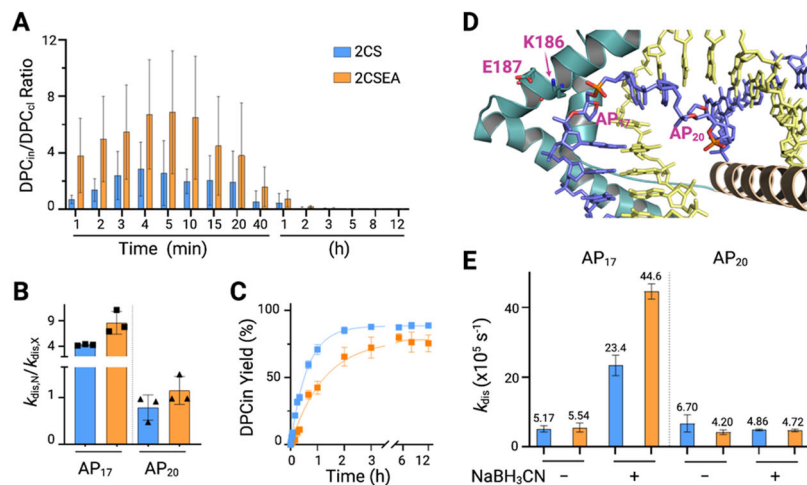 A
12
8
4
0
DPCin/DPCcl Ratio
2CS
2CSEA
1 2 3 4 5 10 15 20 40 1 2 3 5 8 12
Time (min) (h)
B
9
4
1
0
kdis,N/kdis,X
AP17 AP20
C
100
50
0
DPCin Yield (%)
0 1 2 3 6 12
Time (h)
D
K186
E187
AP17
AP20
E
AP17 AP20
40
20
0
kdis (x10⁵ s⁻¹)
5.17 5.54 23.4 44.6 6.70 4.20 4.86 4.72
NaBH3CN − + − +